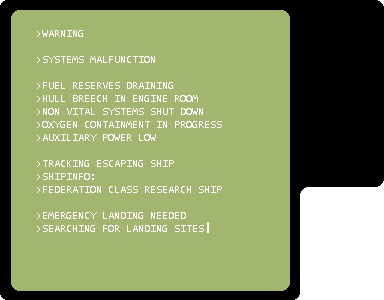 >WARNING
>SYSTEMS MALFUNCTION
>FUEL RESERVES DRAINING
>HULL BREECH IN ENGINE ROOM
>NON VITAL SYSTEMS SHUT DOWN
>OXYGEN CONTAINMENT IN PROGRESS
>AUXILIARY POWER LOW
>TRACKING ESCAPING SHIP
>SHIPINFO:
>FEDERATION CLASS RESEARCH SHIP
>EMERGENCY LANDING NEEDED
>SEARCHING FOR LANDING SITES